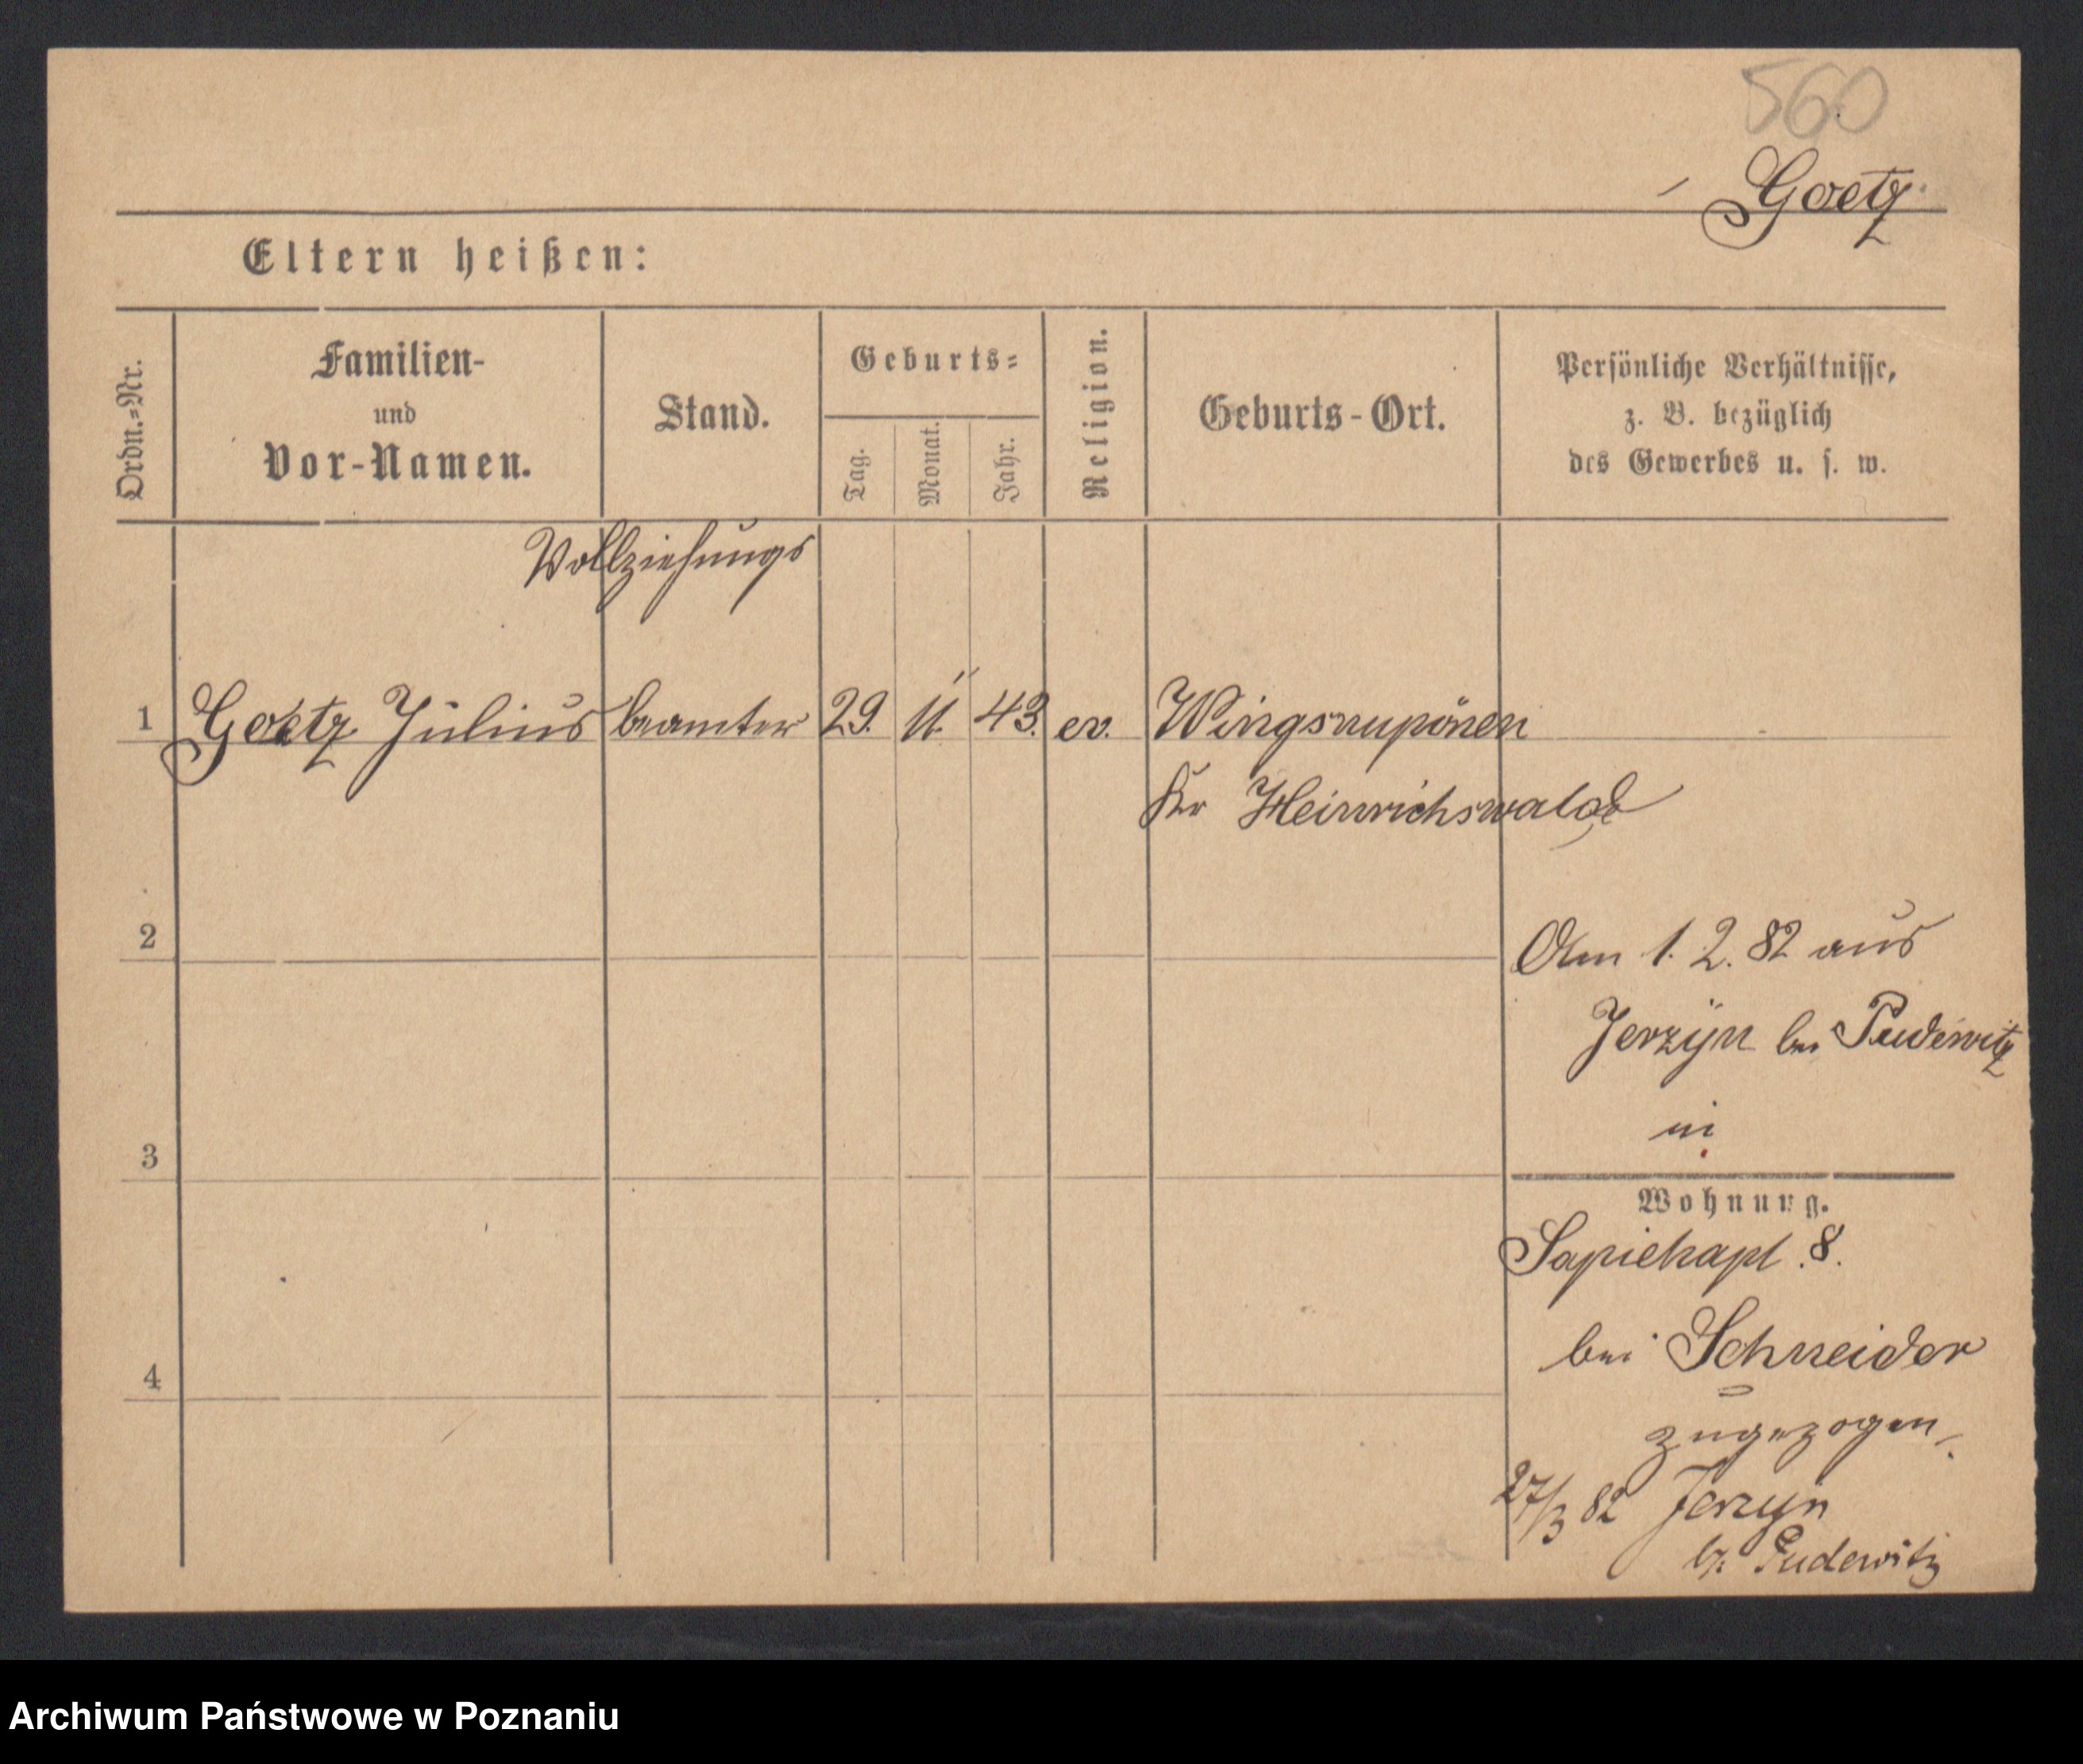 560
Goetz
Eltern heißen:
Ordn.=Nr.
Familien-
und
Vor-Namen.
Stand.
Geburts=
Tag.
Monat.
Jahr.
Religion.
Geburts-Ort.
Persönliche Verhältnisse,
z. B. bezüglich
des Gewerbes u. s. w.
Vollziehungs
1 Goetz Julius beamter 29. 11. 43. ev. Wingsnupönen
Kr Heinrichswalde
2
Am 1. 2. 82 aus
Jerzyn bei Pudewitz
in
3
Wohnung.
Sapiehapl. 8.
bei Schneider
4
zugezogen.
27/3 82 Jerzyn
b. Pudewitz
Archiwum Państwowe w Poznaniu